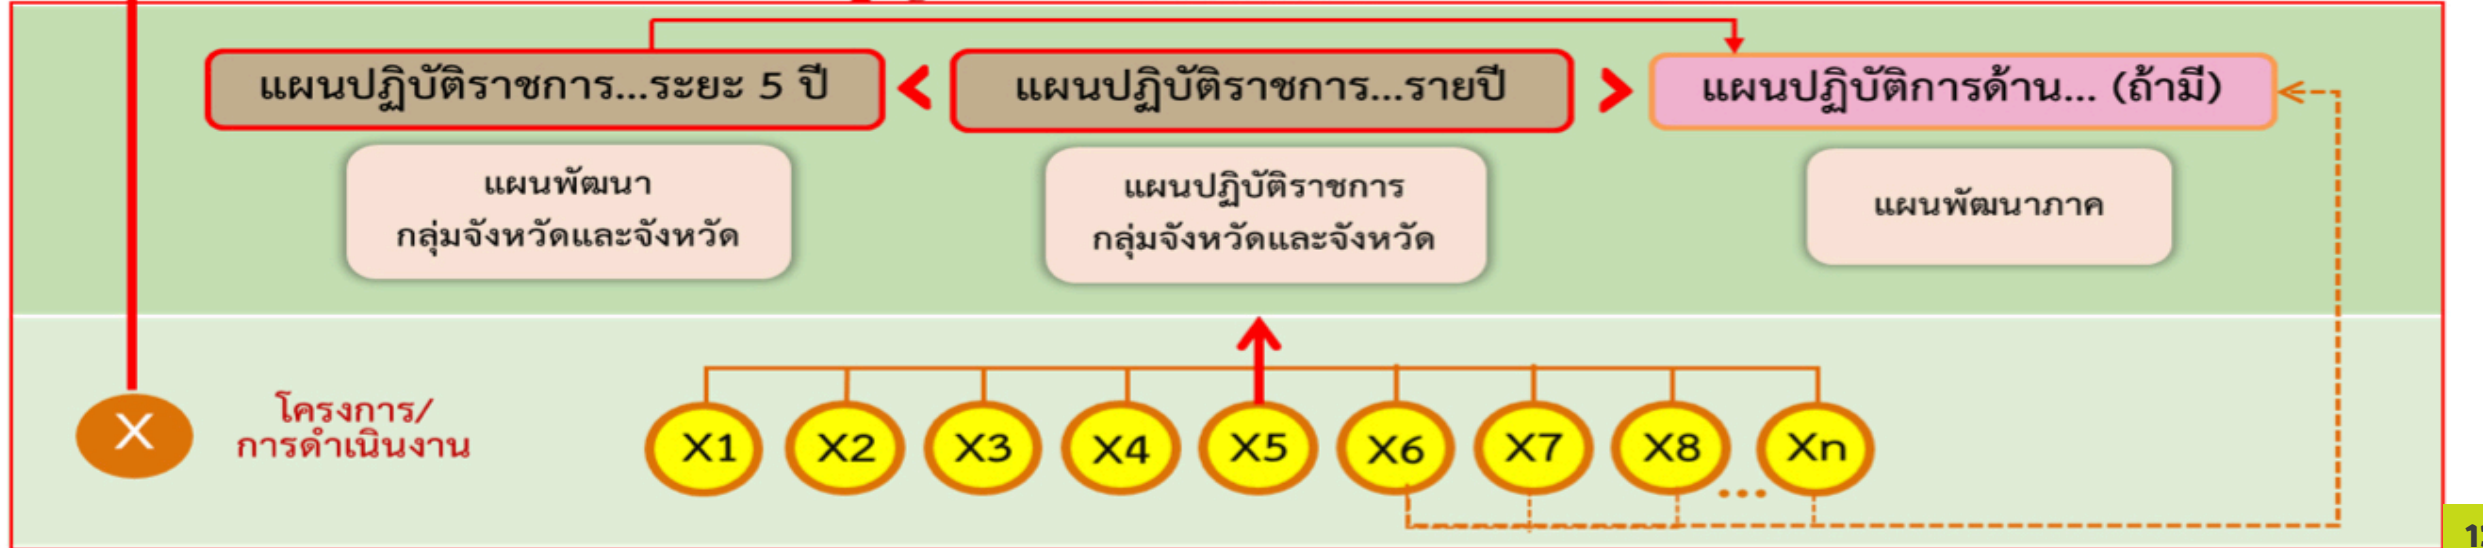 แผนปฏิบัติราชการ...ระยะ 5 ปี
แผนปฏิบัติราชการ...รายปี
แผนปฏิบัติการด้าน... (ถ้ามี)
แผนพัฒนา
กลุ่มจังหวัดและจังหวัด
แผนปฏิบัติราชการ
กลุ่มจังหวัดและจังหวัด
แผนพัฒนาภาค
X
โครงการ/
การดำเนินงาน
X1 X2 X3 X4 X5 X6 X7 X8 ... Xn